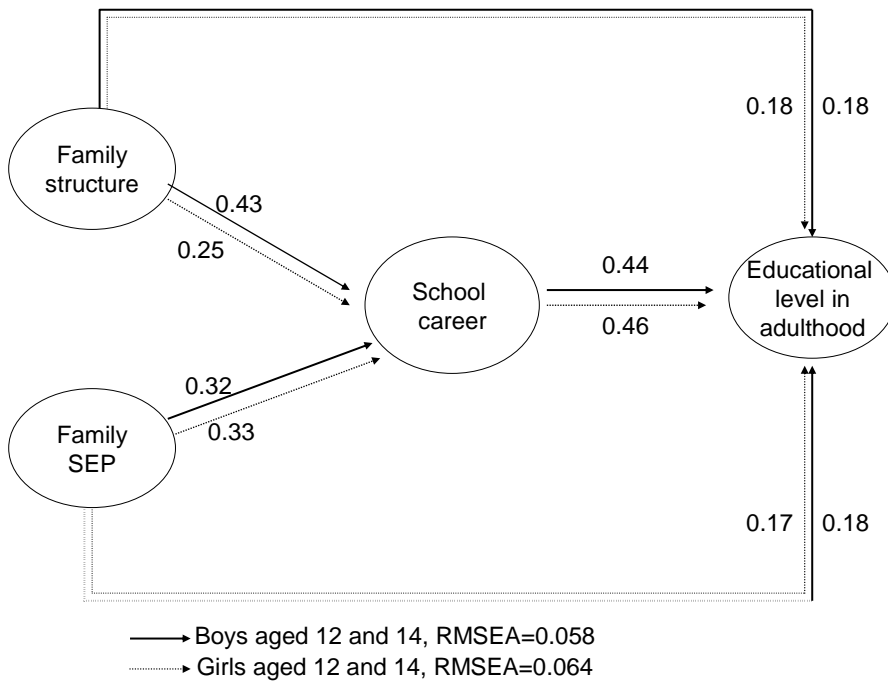 0.18
0.18
Family
structure
0.43
0.25
School
career
0.44
0.46
Educational
level in
adulthood
0.32
0.33
Family
SEP
0.17
0.18
Boys aged 12 and 14, RMSEA=0.058
Girls aged 12 and 14, RMSEA=0.064